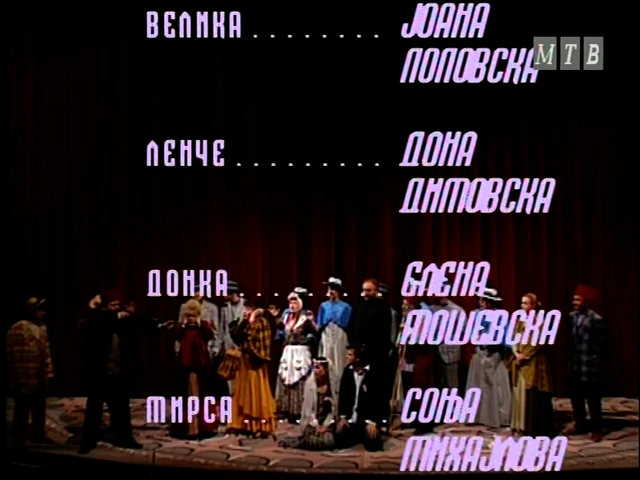 МТВ
ВЕЛИКА ........ ЈОАНА
ПОПОВСКА
ЛЕНЧЕ ......... ДОНА
ДИМОВСКА
ДОНКА ......... ЕЛЕНА
МОШЕВСКА
МИРСА ......... СОЊА
МИХАЈЛОВА